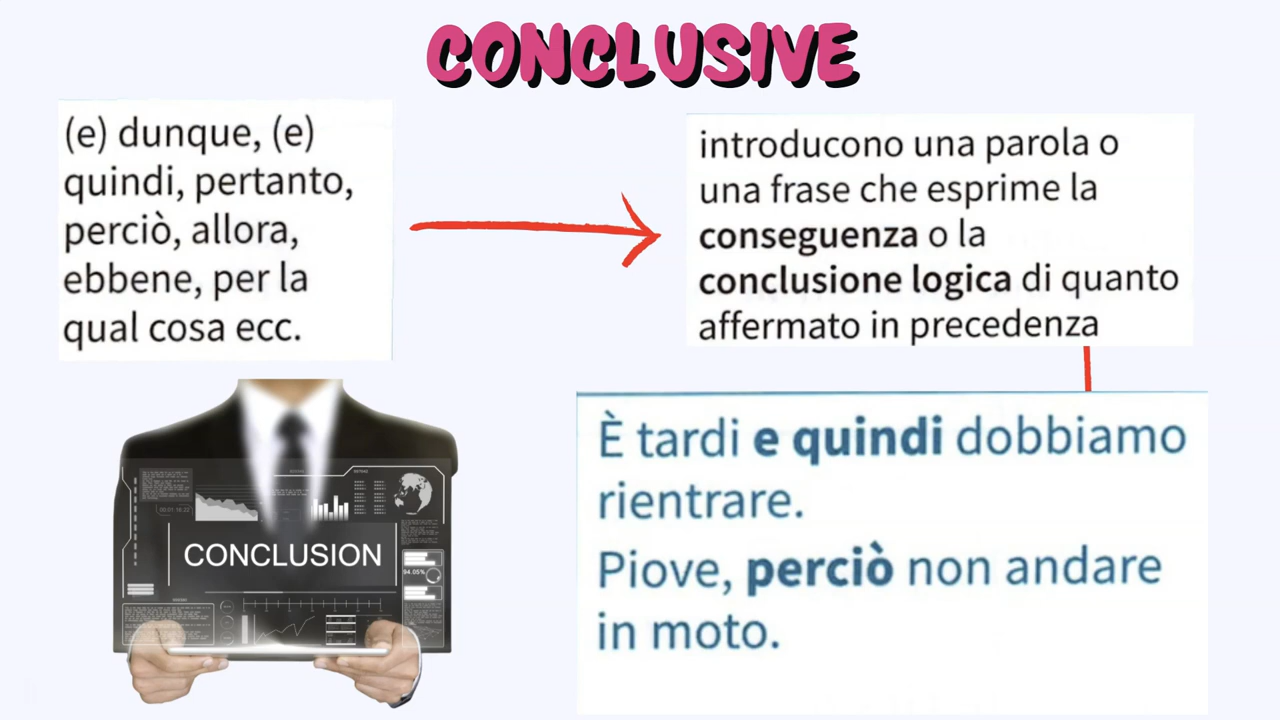 CONCLUSIVE
(e) dunque, (e)
quindi, pertanto,
perciò, allora,
ebbene, per la
qual cosa ecc.
introducono una parola o
una frase che esprime la
conseguenza o la
conclusione logica di quanto
affermato in precedenza
È tardi e quindi dobbiamo
rientrare.
Piove, perciò non andare
in moto.
CONCLUSION
94.05%